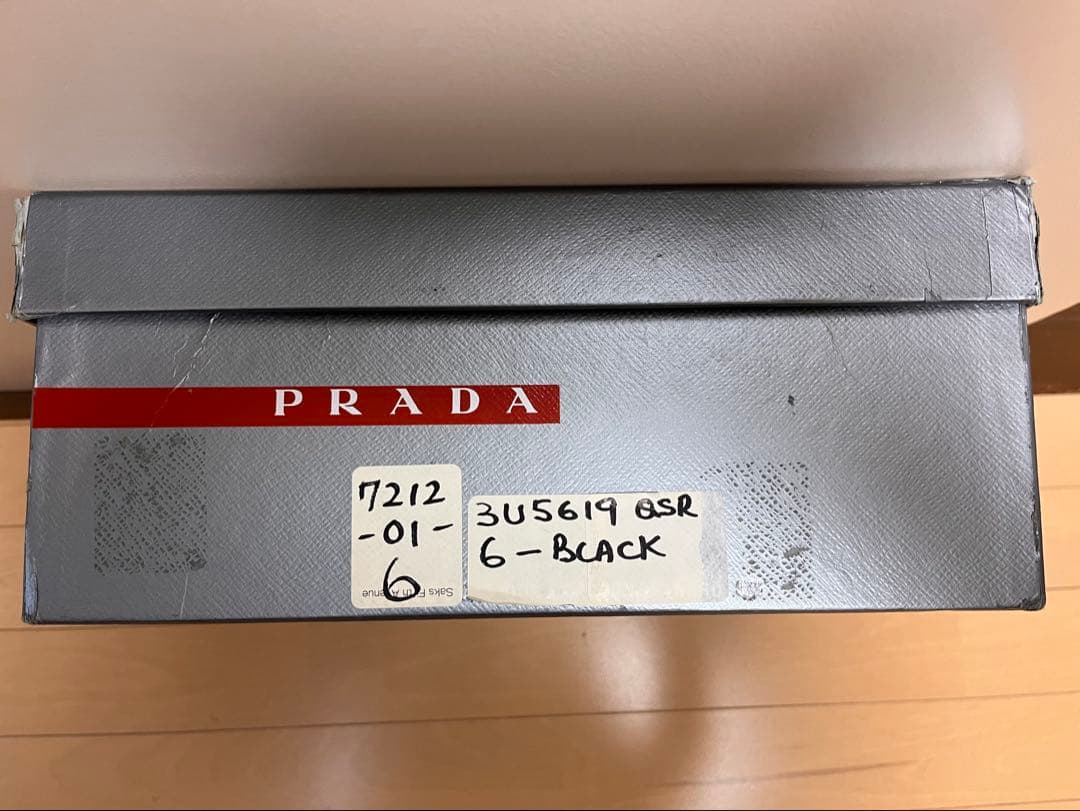 PRADA
7212
-01-
6
Saks Fifth Avenue
3U5619 QSR
6-BLACK